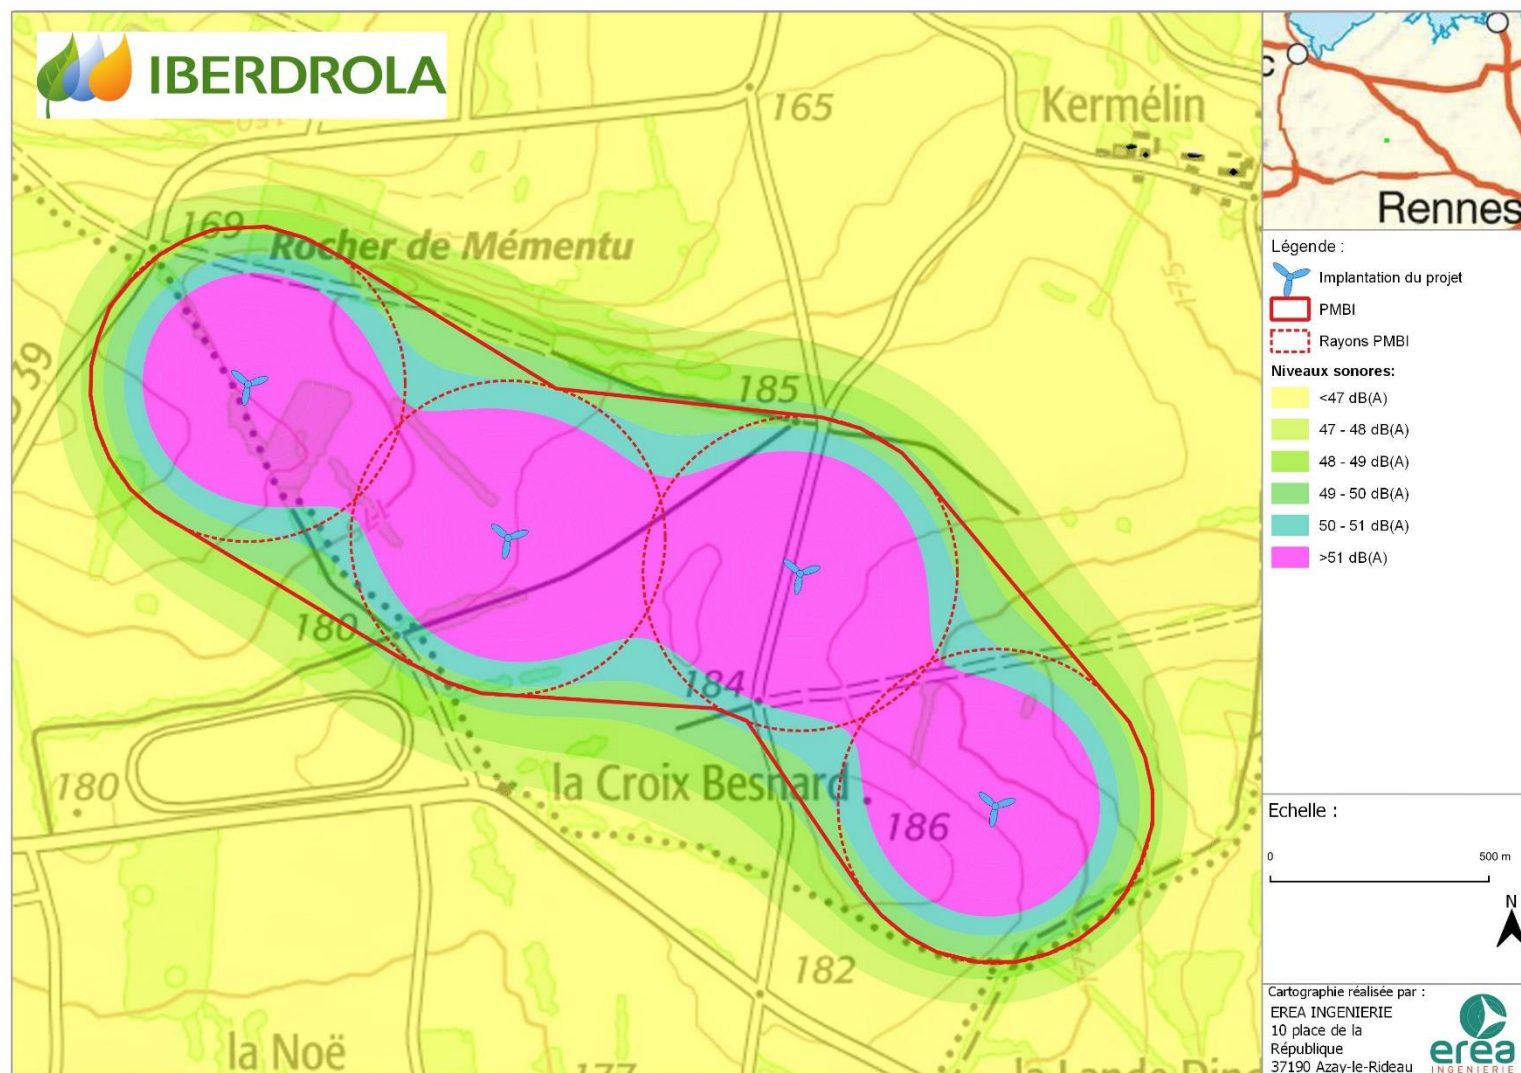 IBERDROLA
165
Kermélin
169
Rocher de Mémentu
39
185
180
184
la Croix Besnard
180
186
182
la Noë
177
c
Rennes
Légende :
Implantation du projet
PMBI
Rayons PMBI
Niveaux sonores:
<47 dB(A)
47 - 48 dB(A)
48 - 49 dB(A)
49 - 50 dB(A)
50 - 51 dB(A)
>51 dB(A)
Echelle :
0 500 m
N
Cartographie réalisée par :
EREA INGENIERIE
10 place de la
République
37190 Azay-le-Rideau
erea
INGENIERIE